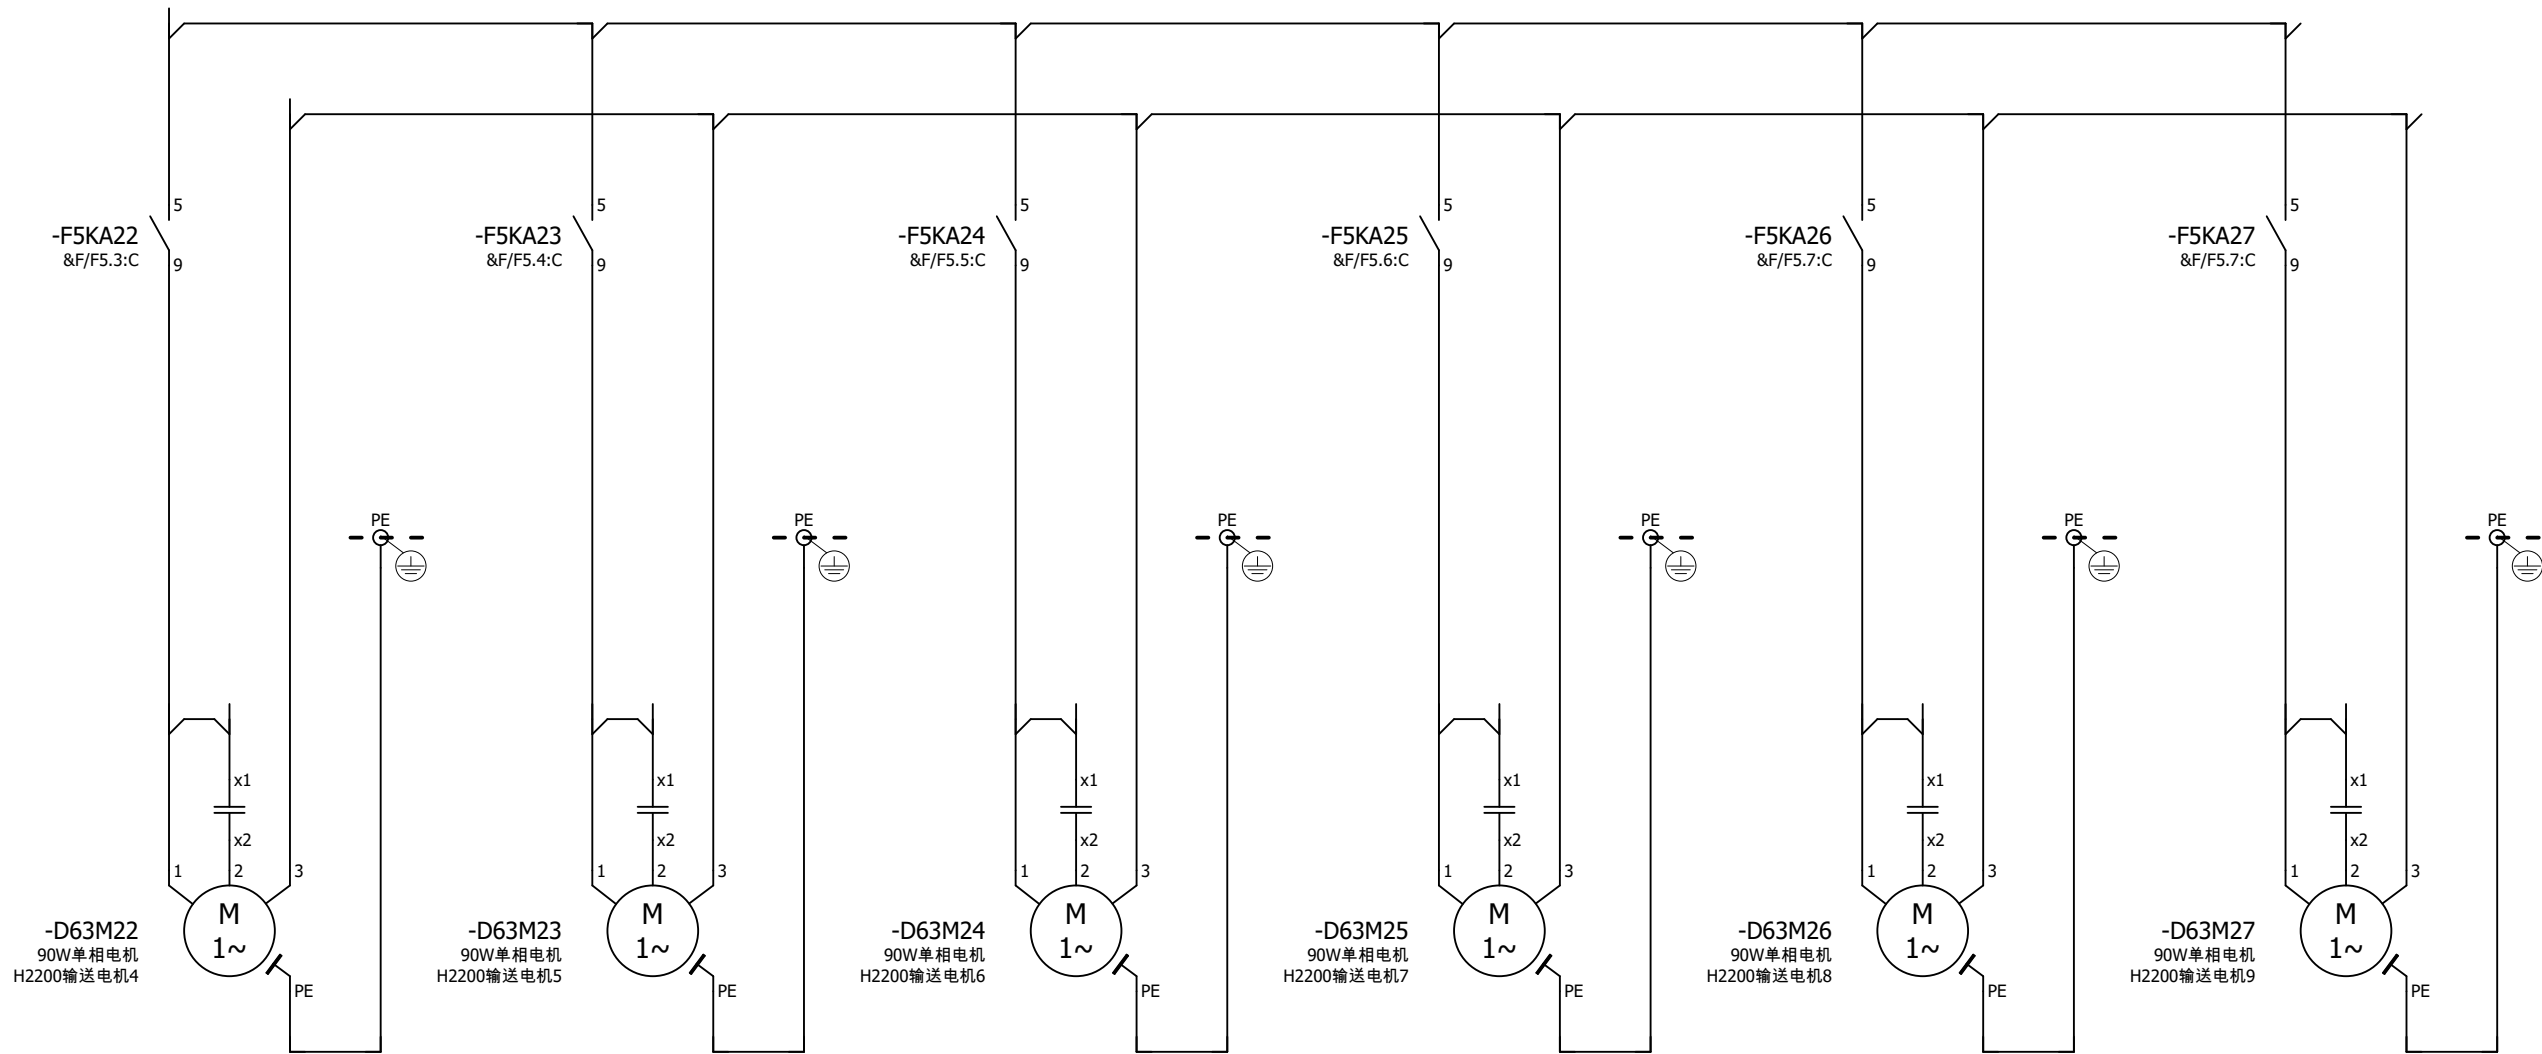 5
5
5
5
5
5
-F5KA22
-F5KA23
-F5KA24
-F5KA25
-F5KA26
-F5KA27
&F/F5.3:C
&F/F5.4:C
&F/F5.5:C
&F/F5.6:C
&F/F5.7:C
&F/F5.7:C
9
9
9
9
9
9
PE
PE
PE
PE
PE
PE
x1
x1
x1
x1
x1
x1
x2
x2
x2
x2
x2
x2
1 2 3
1 2 3
1 2 3
1 2 3
1 2 3
1 2 3
-D63M22
90W单相电机
H2200输送电机4
M
1~
PE
-D63M23
90W单相电机
H2200输送电机5
M
1~
PE
-D63M24
90W单相电机
H2200输送电机6
M
1~
PE
-D63M25
90W单相电机
H2200输送电机7
M
1~
PE
-D63M26
90W单相电机
H2200输送电机8
M
1~
PE
-D63M27
90W单相电机
H2200输送电机9
M
1~
PE